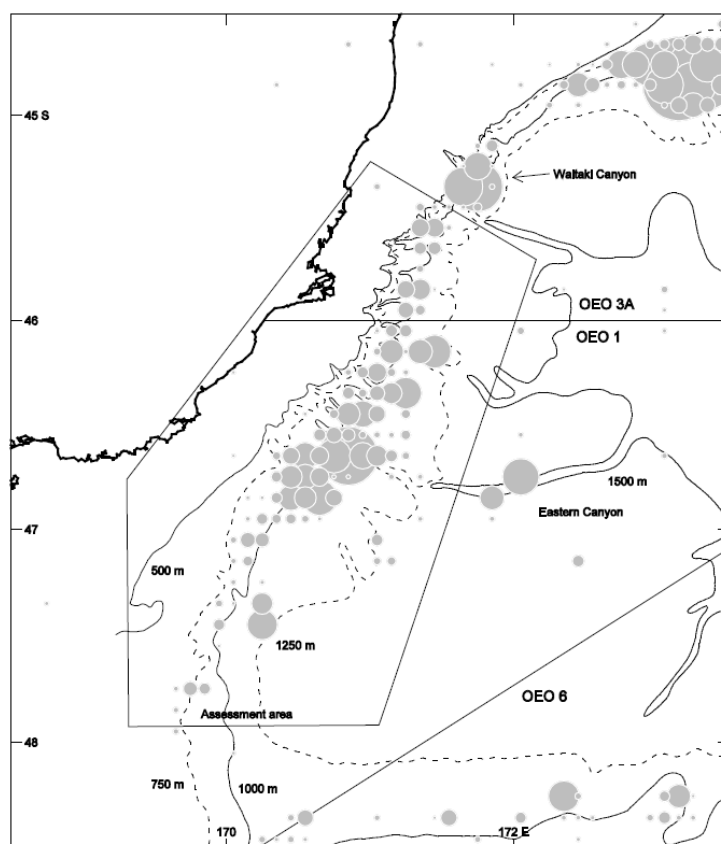 45 S
Waitaki Canyon
OEO 3A
46
OEO 1
1500 m
Eastern Canyon
47
500 m
1250 m
OEO 6
Assessment area
48
750 m
1000 m
170
172 E